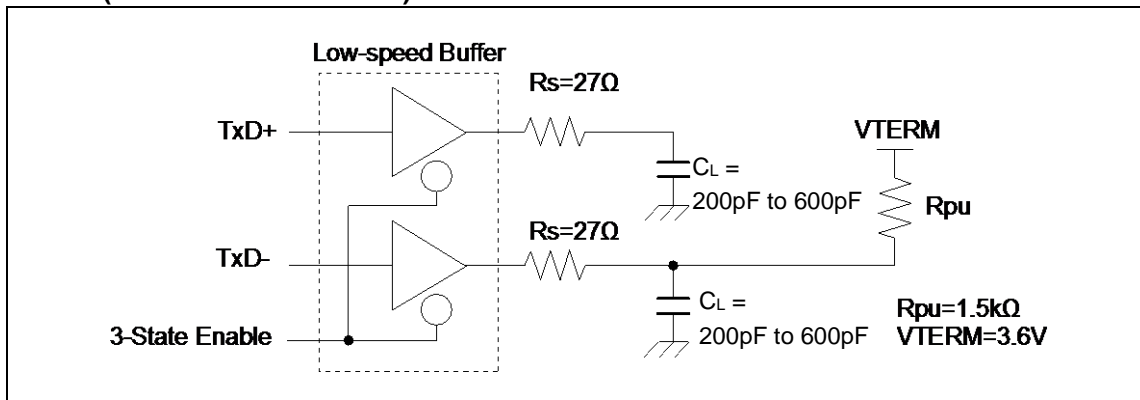 Low-speed Buffer
Rs=27Ω
TxD+
VTERM
CL =
200pF to 600pF
Rpu
Rs=27Ω
TxD-
CL =
200pF to 600pF
Rpu=1.5kΩ
VTERM=3.6V
3-State Enable